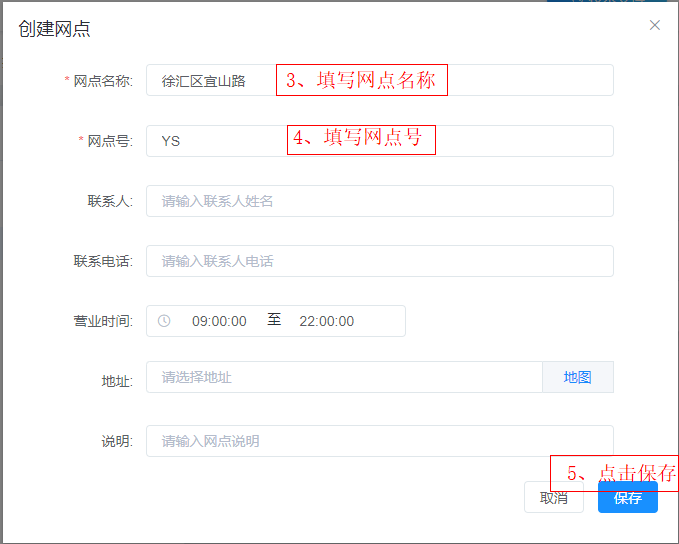 创建网点
* 网点名称: 徐汇区宜山路 3、填写网点名称
* 网点号: YS 4、填写网点号
联系人: 请输入联系人姓名
联系电话: 请输入联系人电话
营业时间: 09:00:00 至 22:00:00
地址: 请选择地址 地图
说明: 请输入网点说明
5、点击保存
取消 保存